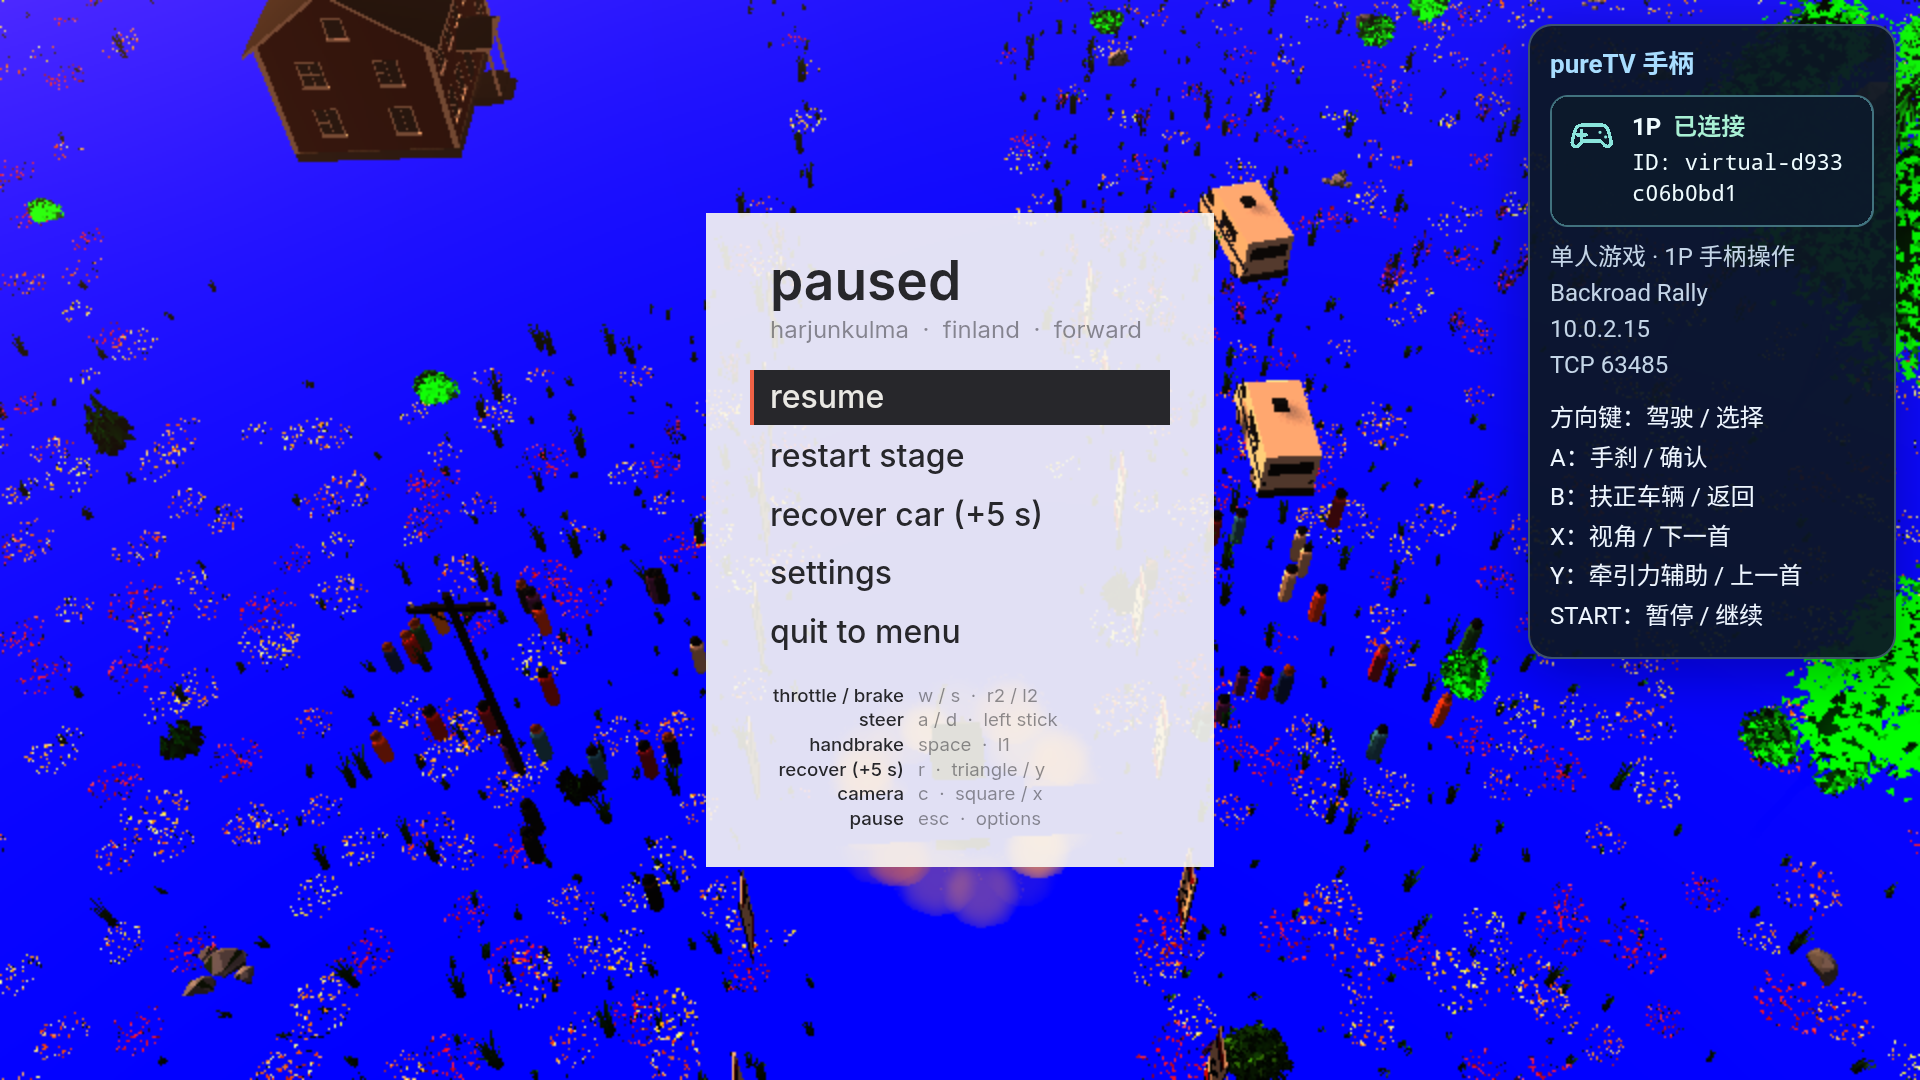 paused
harjunkulma · finland · forward
resume
restart stage
recover car (+5 s)
settings
quit to menu
throttle / brake w / s · r2 / l2
steer a / d · left stick
handbrake space · l1
recover (+5 s) r · triangle / y
camera c · square / x
pause esc · options
pureTV 手柄
1P 已连接
ID: virtual-d933
c06b0bd1
单人游戏 · 1P 手柄操作
Backroad Rally
10.0.2.15
TCP 63485
方向键：驾驶 / 选择
A：手刹 / 确认
B：扶正车辆 / 返回
X：视角 / 下一首
Y：牵引力辅助 / 上一首
START：暂停 / 继续